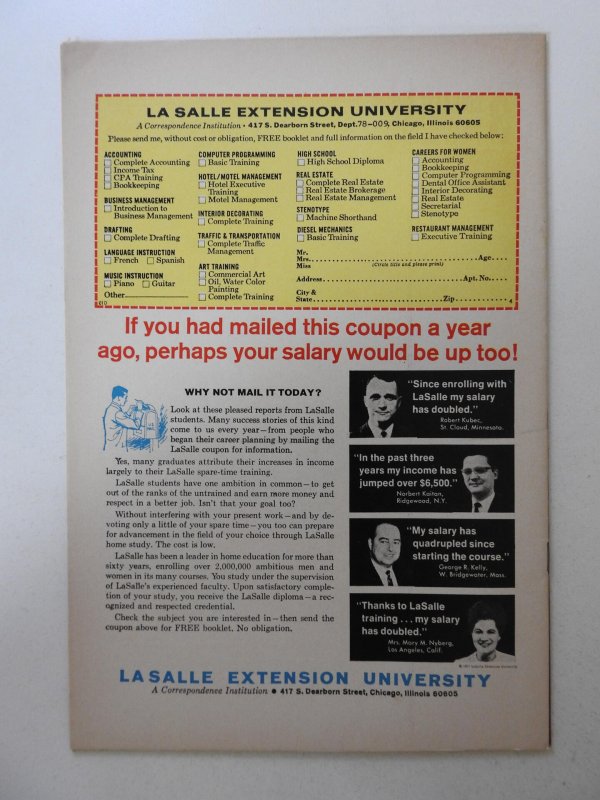 LA SALLE EXTENSION UNIVERSITY
A Correspondence Institution • 417 S. Dearborn Street, Dept. 78-009, Chicago, Illinois 60605
Please send me, without cost or obligation, FREE booklet and full information on the field I have checked below:
ACCOUNTING
Complete Accounting
Income Tax
CPA Training
Bookkeeping
BUSINESS MANAGEMENT
Introduction to
Business Management
DRAFTING
Complete Drafting
LANGUAGE INSTRUCTION
French Spanish
MUSIC INSTRUCTION
Piano Guitar
Other
COMPUTER PROGRAMMING
Basic Training
HOTEL/MOTEL MANAGEMENT
Hotel Executive
Training
Motel Management
INTERIOR DECORATING
Complete Training
TRAFFIC & TRANSPORTATION
Complete Traffic
Management
ART TRAINING
Commercial Art
Oil, Water Color
Painting
Complete Training
HIGH SCHOOL
High School Diploma
REAL ESTATE
Complete Real Estate
Real Estate Brokerage
Real Estate Management
STENOTYPE
Machine Shorthand
DIESEL MECHANICS
Basic Training
CAREERS FOR WOMEN
Accounting
Bookkeeping
Computer Programming
Dental Office Assistant
Interior Decorating
Real Estate
Secretarial
Stenotype
RESTAURANT MANAGEMENT
Executive Training
Mr.
Mrs. Age
Miss (Circle title and please print)
Address Apt. No.
City &
State Zip
If you had mailed this coupon a year
ago, perhaps your salary would be up too!
WHY NOT MAIL IT TODAY?
Look at these pleased reports from LaSalle
students. Many success stories of this kind
come to us every year—from people who
began their career planning by mailing the
LaSalle coupon for information.
Yes, many graduates attribute their increases in income
largely to their LaSalle spare-time training.
LaSalle students have one ambition in common—to get
out of the ranks of the untrained and earn more money and
respect in a better job. Isn't that your goal too?
Without interfering with your present work—and by de-
voting only a little of your spare time—you too can prepare
for advancement in the field of your choice through LaSalle
home study. The cost is low.
LaSalle has been a leader in home education for more than
sixty years, enrolling over 2,000,000 ambitious men and
women in its many courses. You study under the supervision
of LaSalle's experienced faculty. Upon satisfactory comple-
tion of your study, you receive the LaSalle diploma—a rec-
ognized and respected credential.
Check the subject you are interested in—then send the
coupon above for FREE booklet. No obligation.
"Since enrolling with
LaSalle my salary
has doubled."
Robert Kubec,
St. Cloud, Minnesota.
"In the past three
years my income has
jumped over $6,500."
Norbert Kaitan,
Ridgewood, N.Y.
"My salary has
quadrupled since
starting the course."
George R. Kelly,
W. Bridgewater, Mass.
"Thanks to LaSalle
training . . . my salary
has doubled."
Mrs. Mary M. Nyberg,
Los Angeles, Calif.
LASALLE EXTENSION UNIVERSITY
A Correspondence Institution • 417 S. Dearborn Street, Chicago, Illinois 60605